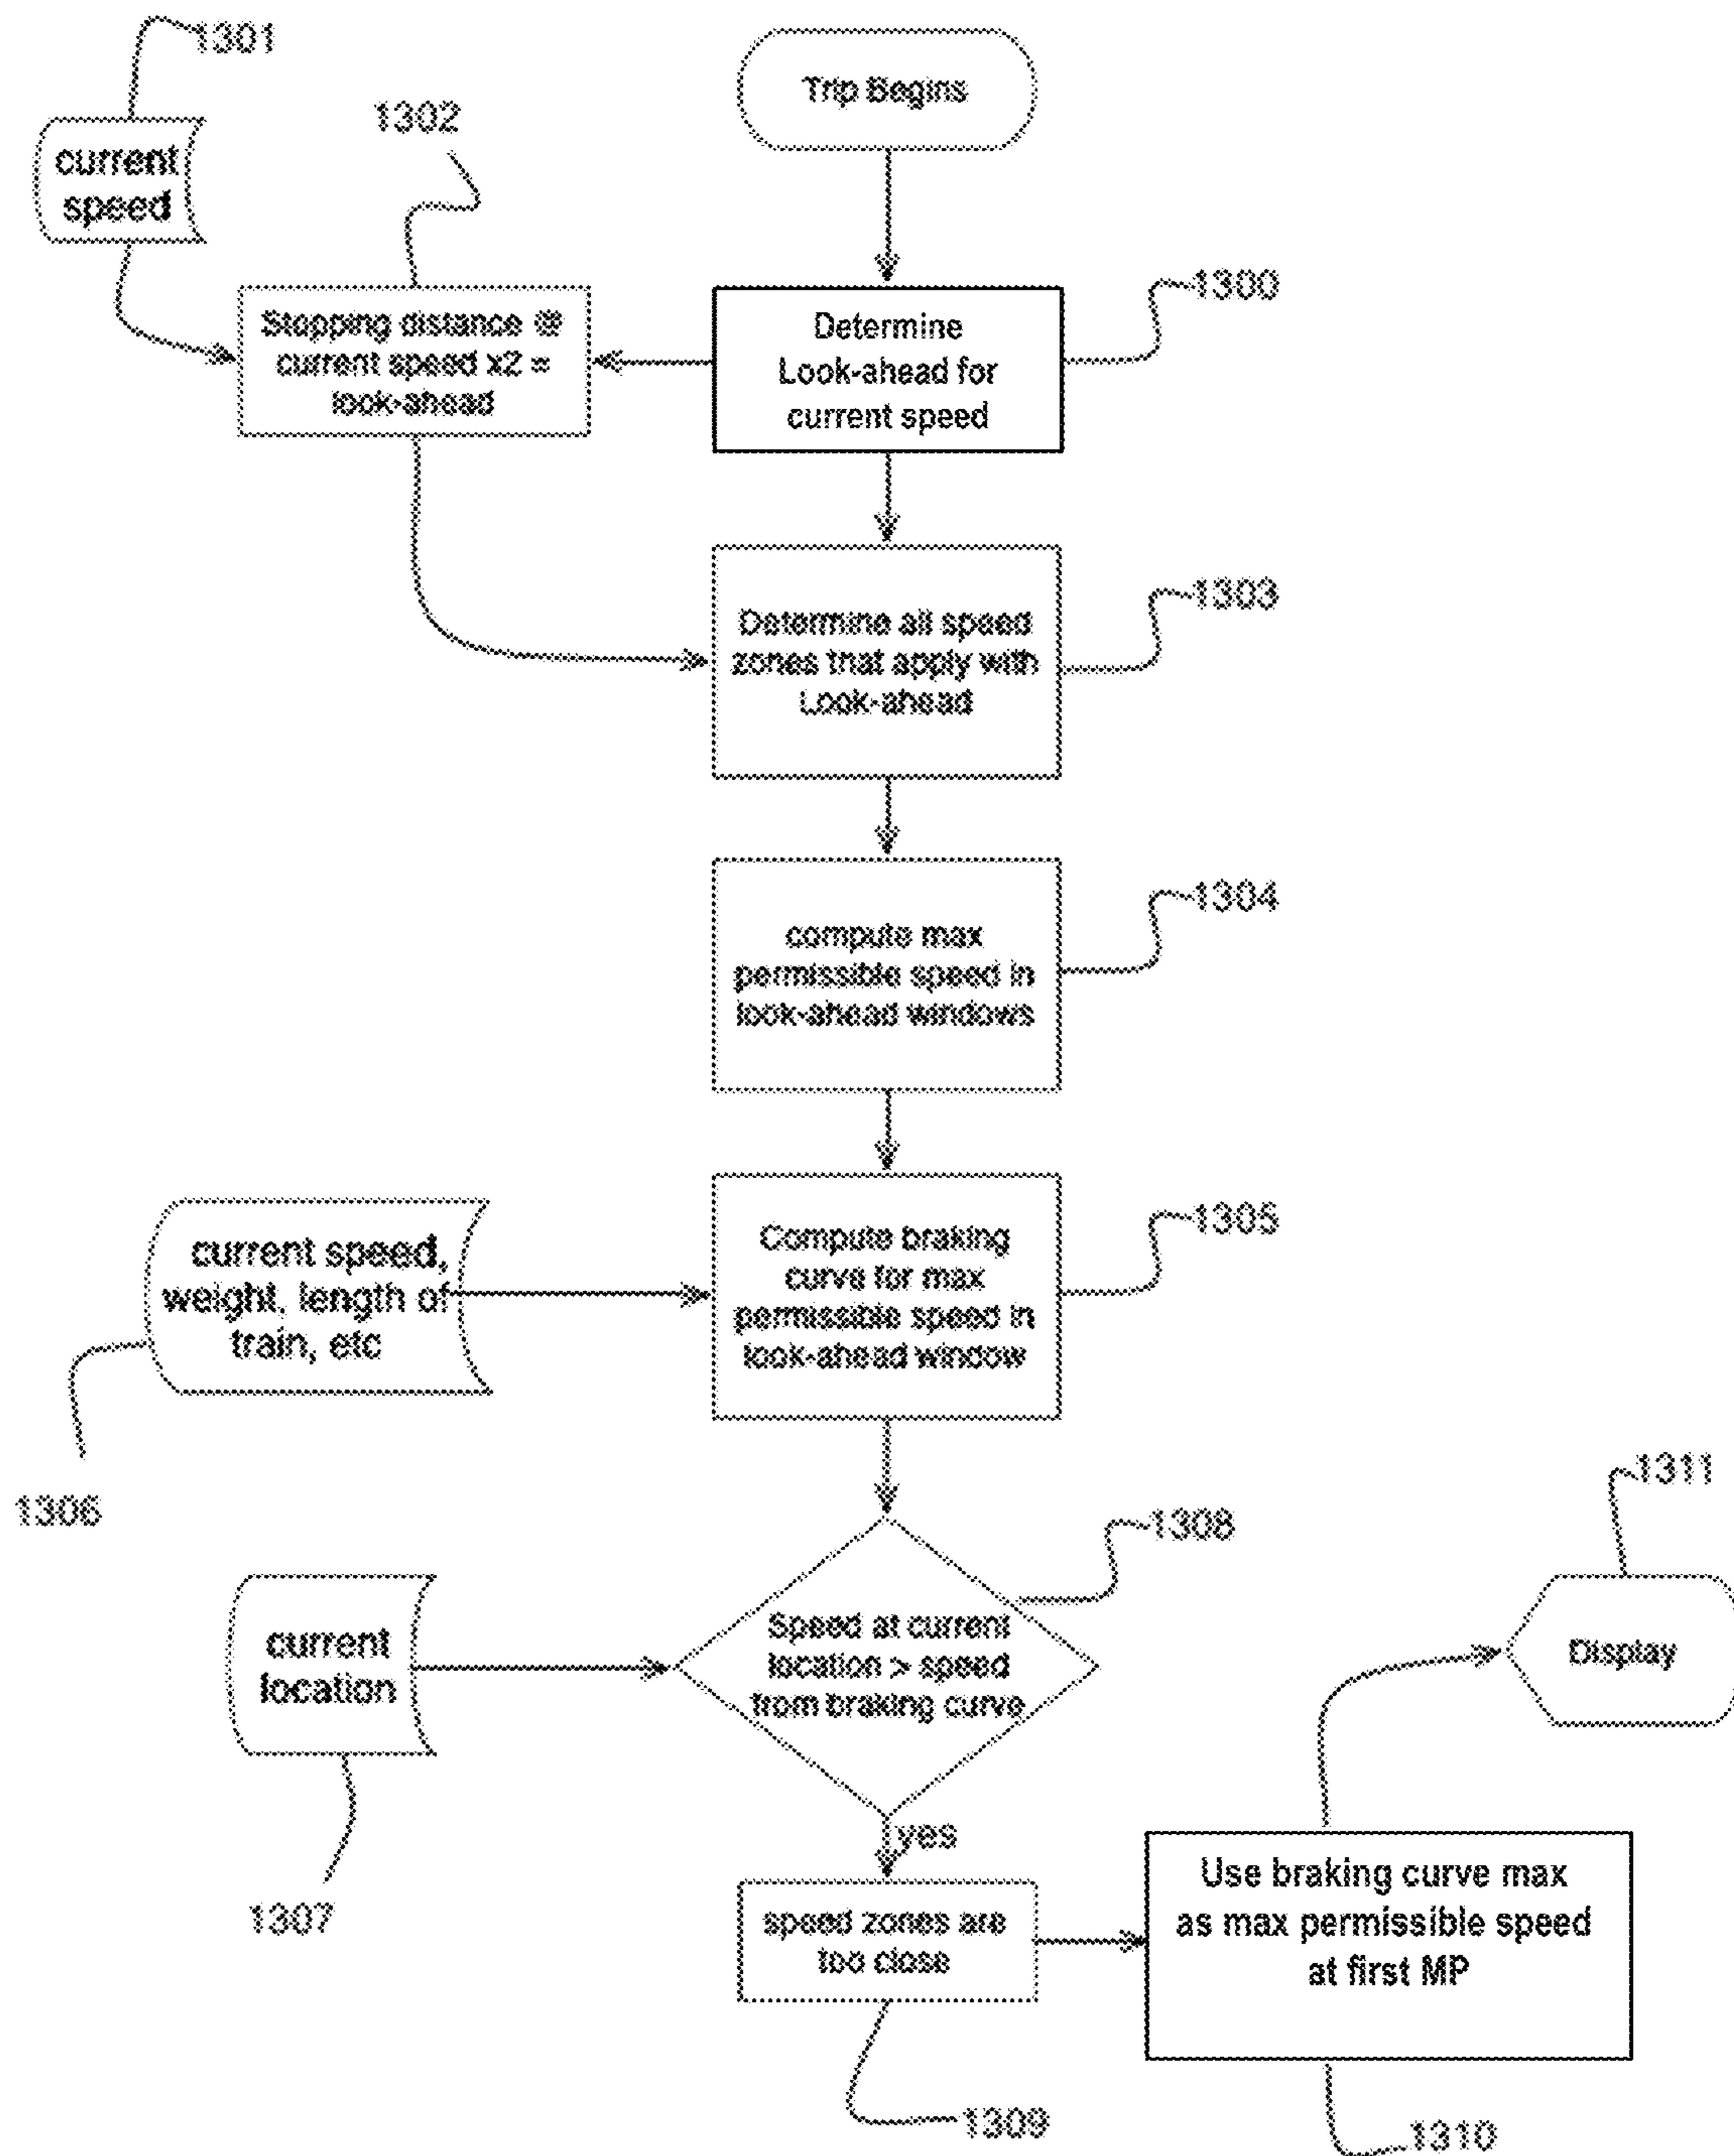 1301
Trip Begins
1302
current
speed
1300
Stopping distance @
current speed x2 =
look-ahead
Determine
Look-ahead for
current speed
1303
Determine all speed
zones that apply with
Look-ahead
1304
compute max
permissible speed in
look-ahead windows
1305
current speed,
weight, length of
train, etc
Compute braking
curve for max
permissible speed in
look-ahead window
1306
1311
1308
current
location
Speed at current
location > speed
from braking curve
Display
yes
1307
speed zones are
too close
Use braking curve max
as max permissible speed
at first MP
1309
1310